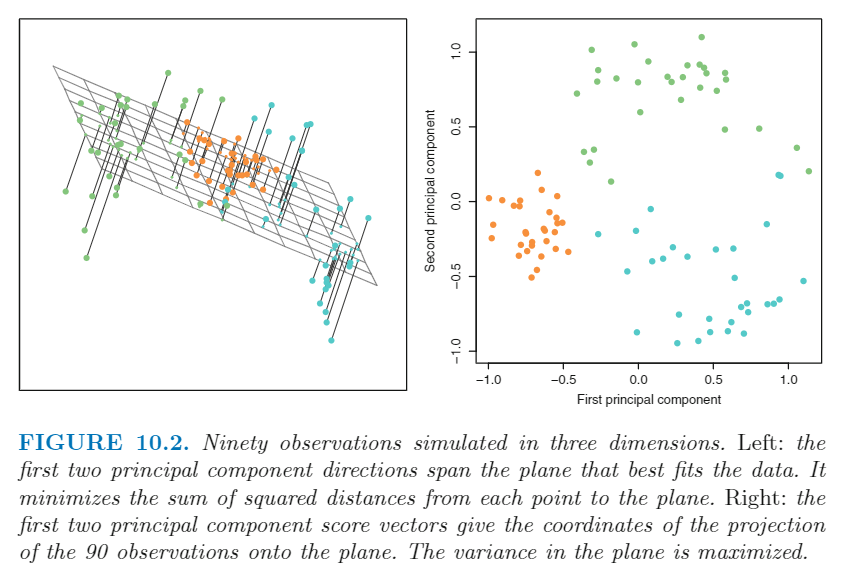 1.0
0.5
0.0
−0.5
−1.0
Second principal component
−1.0 −0.5 0.0 0.5 1.0
First principal component
FIGURE 10.2. Ninety observations simulated in three dimensions. Left: the
first two principal component directions span the plane that best fits the data. It
minimizes the sum of squared distances from each point to the plane. Right: the
first two principal component score vectors give the coordinates of the projection
of the 90 observations onto the plane. The variance in the plane is maximized.